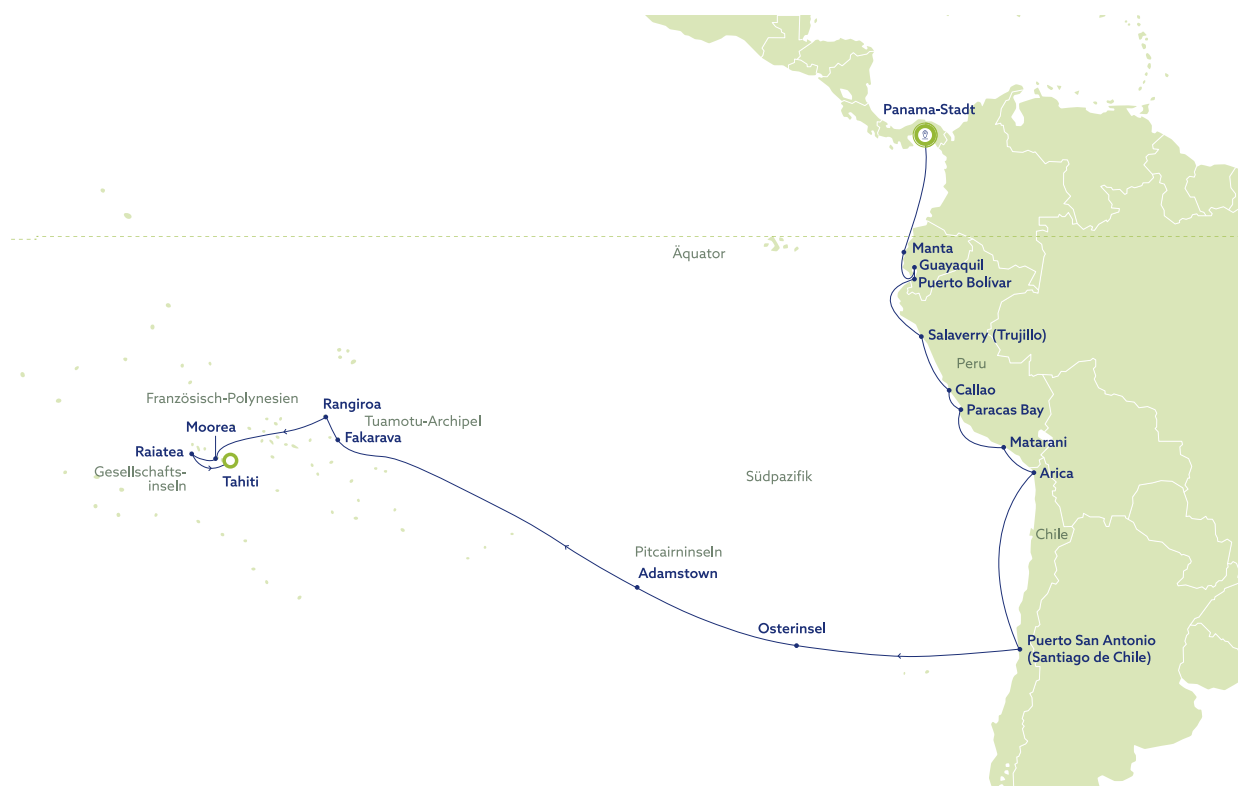 Panama-Stadt
Manta
Äquator
Guayaquil
Puerto Bolívar
Salaverry (Trujillo)
Peru
Callao
Französisch-Polynesien
Rangiroa
Paracas Bay
Tuamotu-Archipel
Moorea
Fakarava
Matarani
Raiatea
Gesellschafts-
inseln
Tahiti
Arica
Südpazifik
Chile
Pitcairninseln
Adamstown
Osterinsel
Puerto San Antonio
(Santiago de Chile)